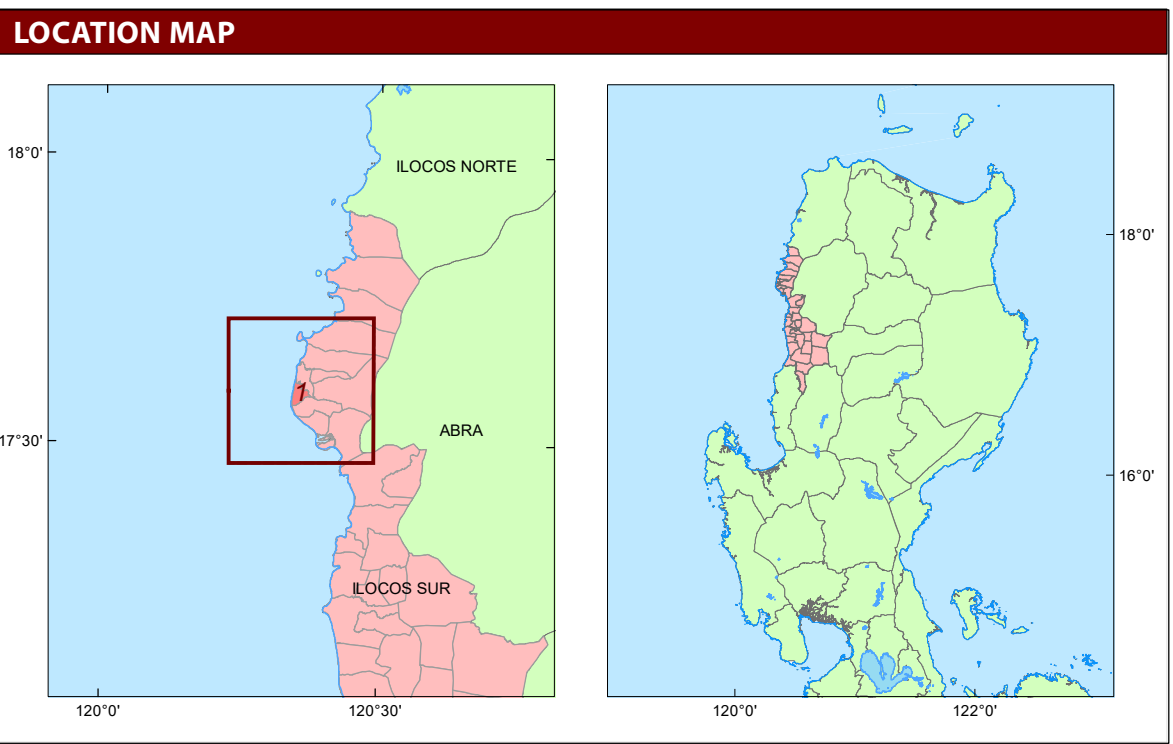 LOCATION MAP
18°0'
ILOCOS NORTE
1
17°30'
ABRA
ILOCOS SUR
120°0'
120°30'
18°0'
16°0'
120°0'
122°0'